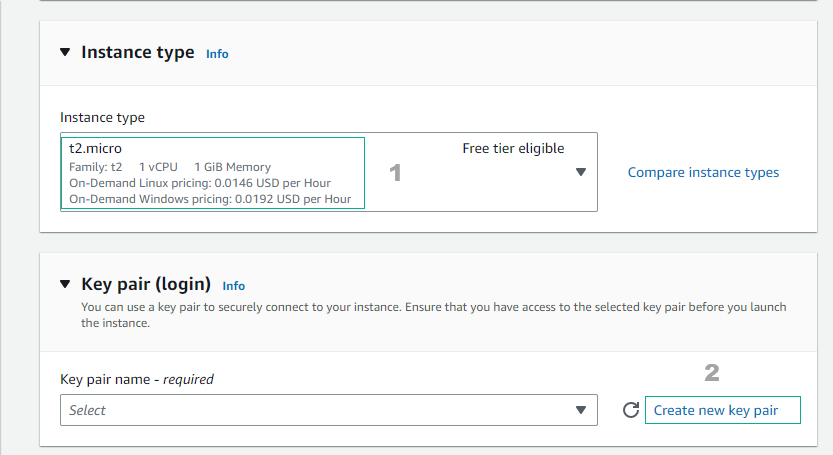 Instance type Info
Instance type
t2.micro Free tier eligible
Family: t2 1 vCPU 1 GiB Memory
On-Demand Linux pricing: 0.0146 USD per Hour
On-Demand Windows pricing: 0.0192 USD per Hour
1
Compare instance types
Key pair (login) Info
You can use a key pair to securely connect to your instance. Ensure that you have access to the selected key pair before you launch
the instance.
Key pair name - required
2
Select
Create new key pair